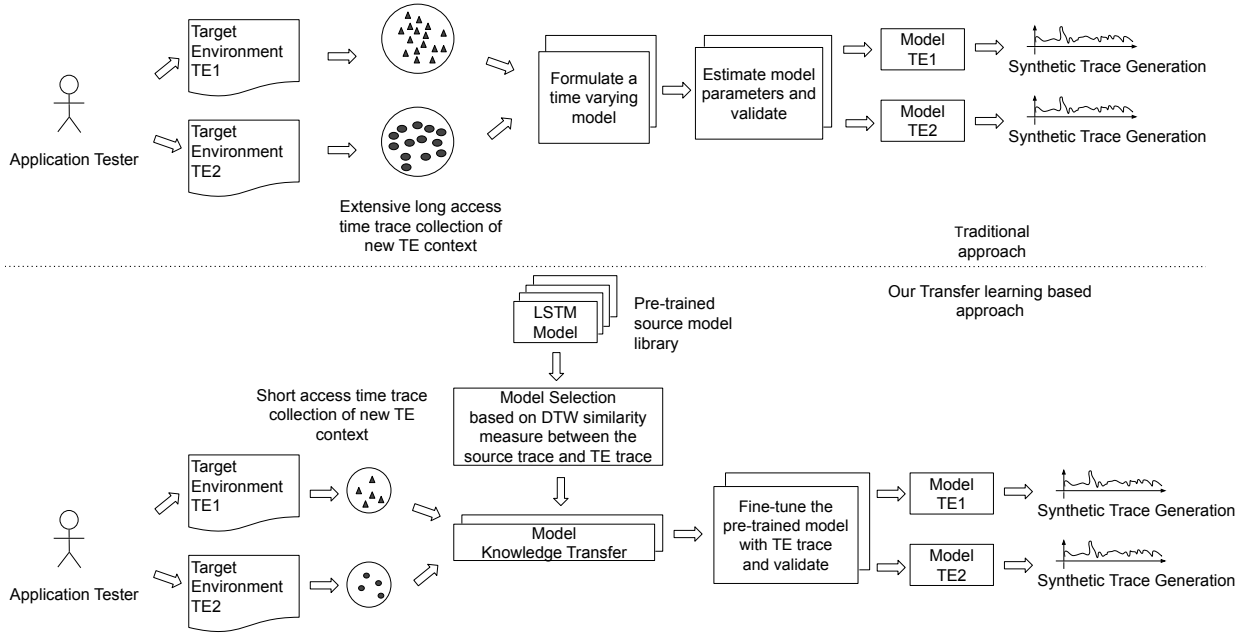 Target
Environment
TE1
Target
Environment
TE2
Application Tester
Extensive long access
time trace collection of
new TE context
Formulate a
time varying
model
Estimate model
parameters and
validate
Model
TE1
Synthetic Trace Generation
Model
TE2
Synthetic Trace Generation
Traditional
approach
Our Transfer learning based
approach
LSTM
Model
Pre-trained
source model
library
Short access time trace
collection of new TE
context
Model Selection
based on DTW similarity
measure between the
source trace and TE trace
Target
Environment
TE1
Target
Environment
TE2
Application Tester
Model
Knowledge Transfer
Fine-tune the
pre-trained model
with TE trace
and validate
Model
TE1
Synthetic Trace Generation
Model
TE2
Synthetic Trace Generation